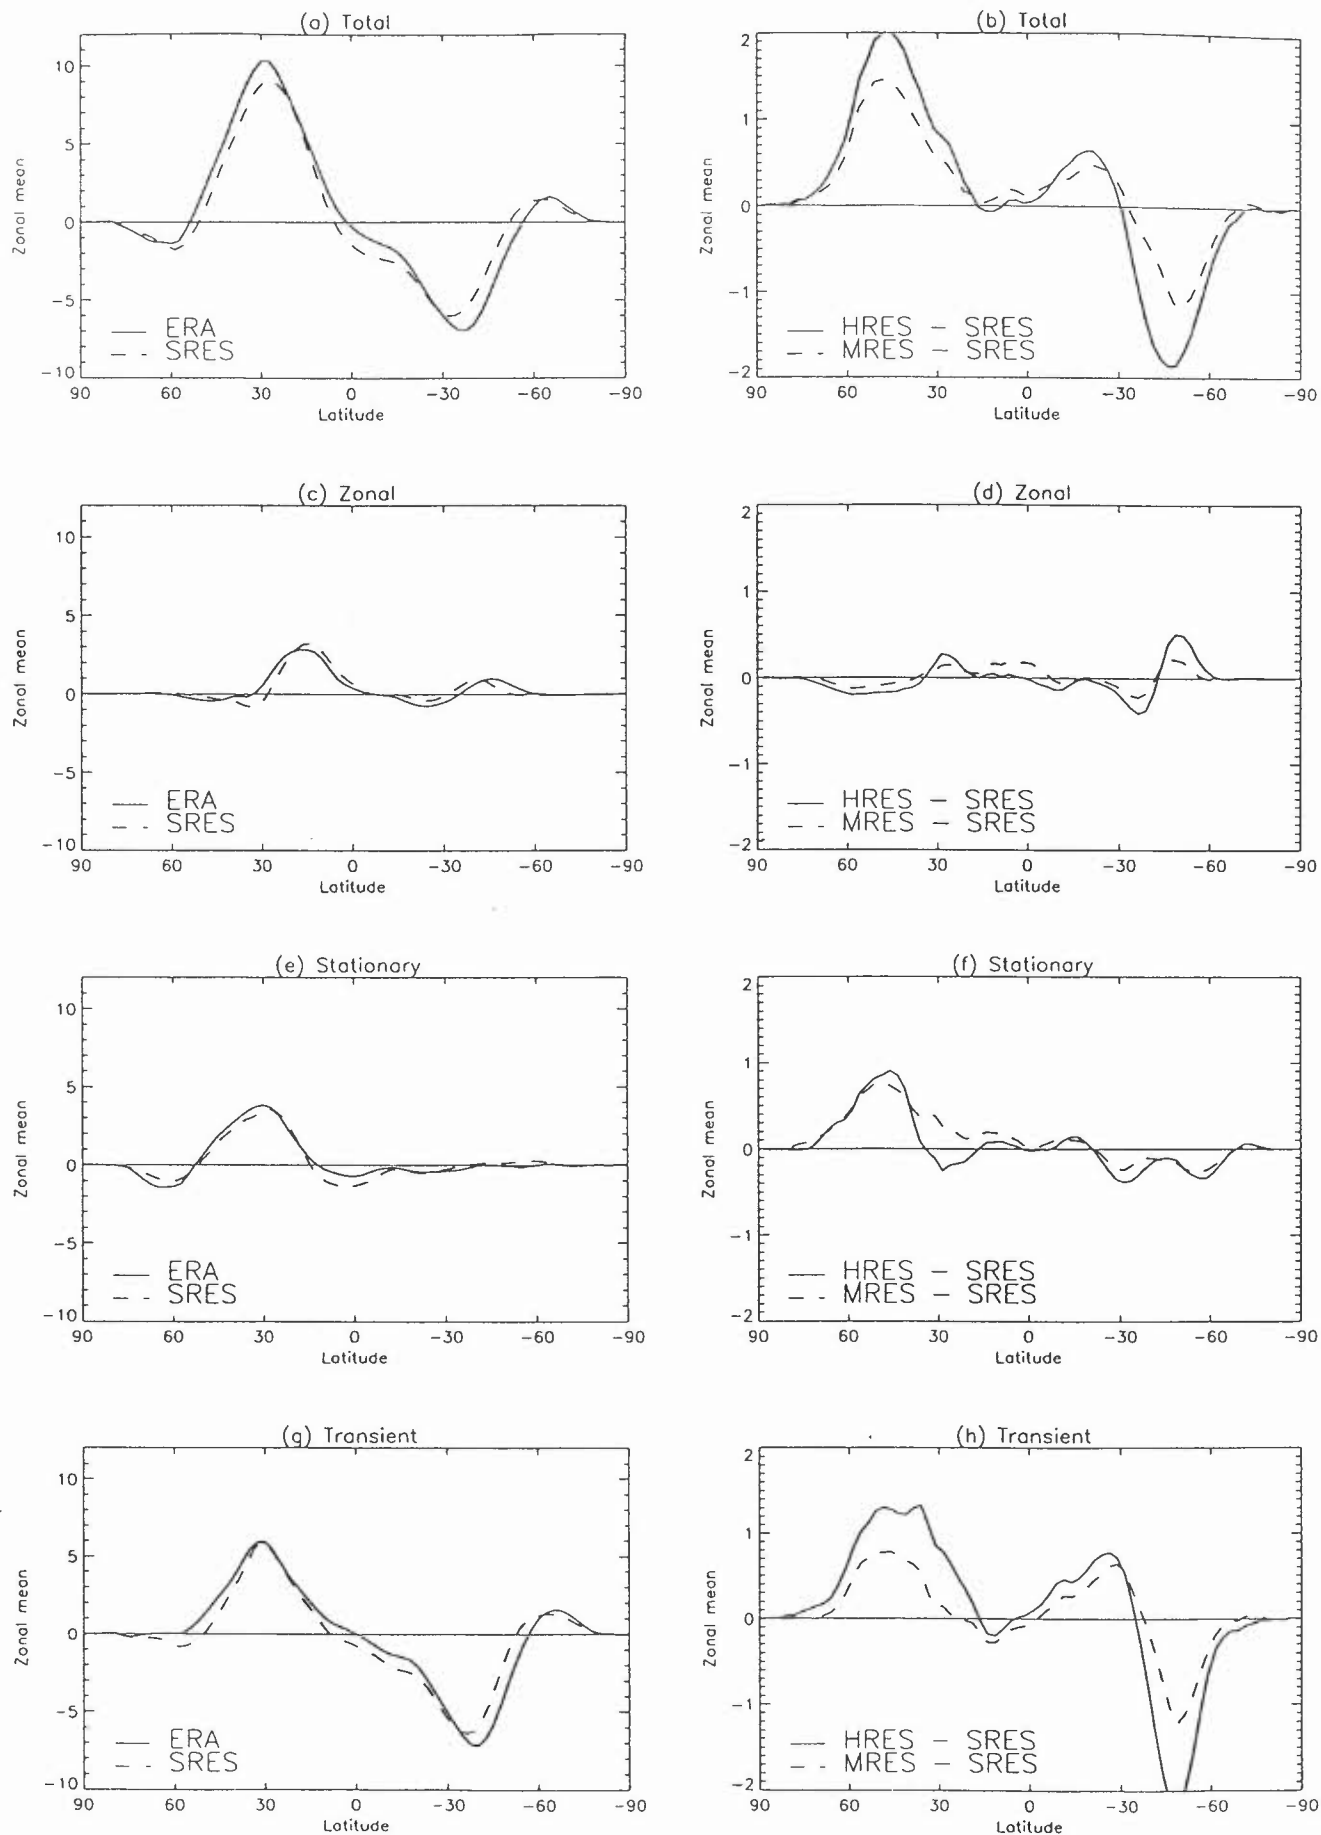 (a) Total
10
5
0
-5
-10
Zonal mean
ERA
SRES
90 60 30 0 -30 -60 -90
Latitude
(b) Total
2
1
0
-1
-2
Zonal mean
HRES - SRES
MRES - SRES
90 60 30 0 -30 -60 -90
Latitude
(c) Zonal
10
5
0
-5
-10
Zonal mean
ERA
SRES
90 60 30 0 -30 -60 -90
Latitude
(d) Zonal
2
1
0
-1
-2
Zonal mean
HRES - SRES
MRES - SRES
90 60 30 0 -30 -60 -90
Latitude
(e) Stationary
10
5
0
-5
-10
Zonal mean
ERA
SRES
90 60 30 0 -30 -60 -90
Latitude
(f) Stationary
2
1
0
-1
-2
Zonal mean
HRES - SRES
MRES - SRES
90 60 30 0 -30 -60 -90
Latitude
(g) Transient
10
5
0
-5
-10
Zonal mean
ERA
SRES
90 60 30 0 -30 -60 -90
Latitude
(h) Transient
2
1
0
-1
-2
Zonal mean
HRES - SRES
MRES - SRES
90 60 30 0 -30 -60 -90
Latitude